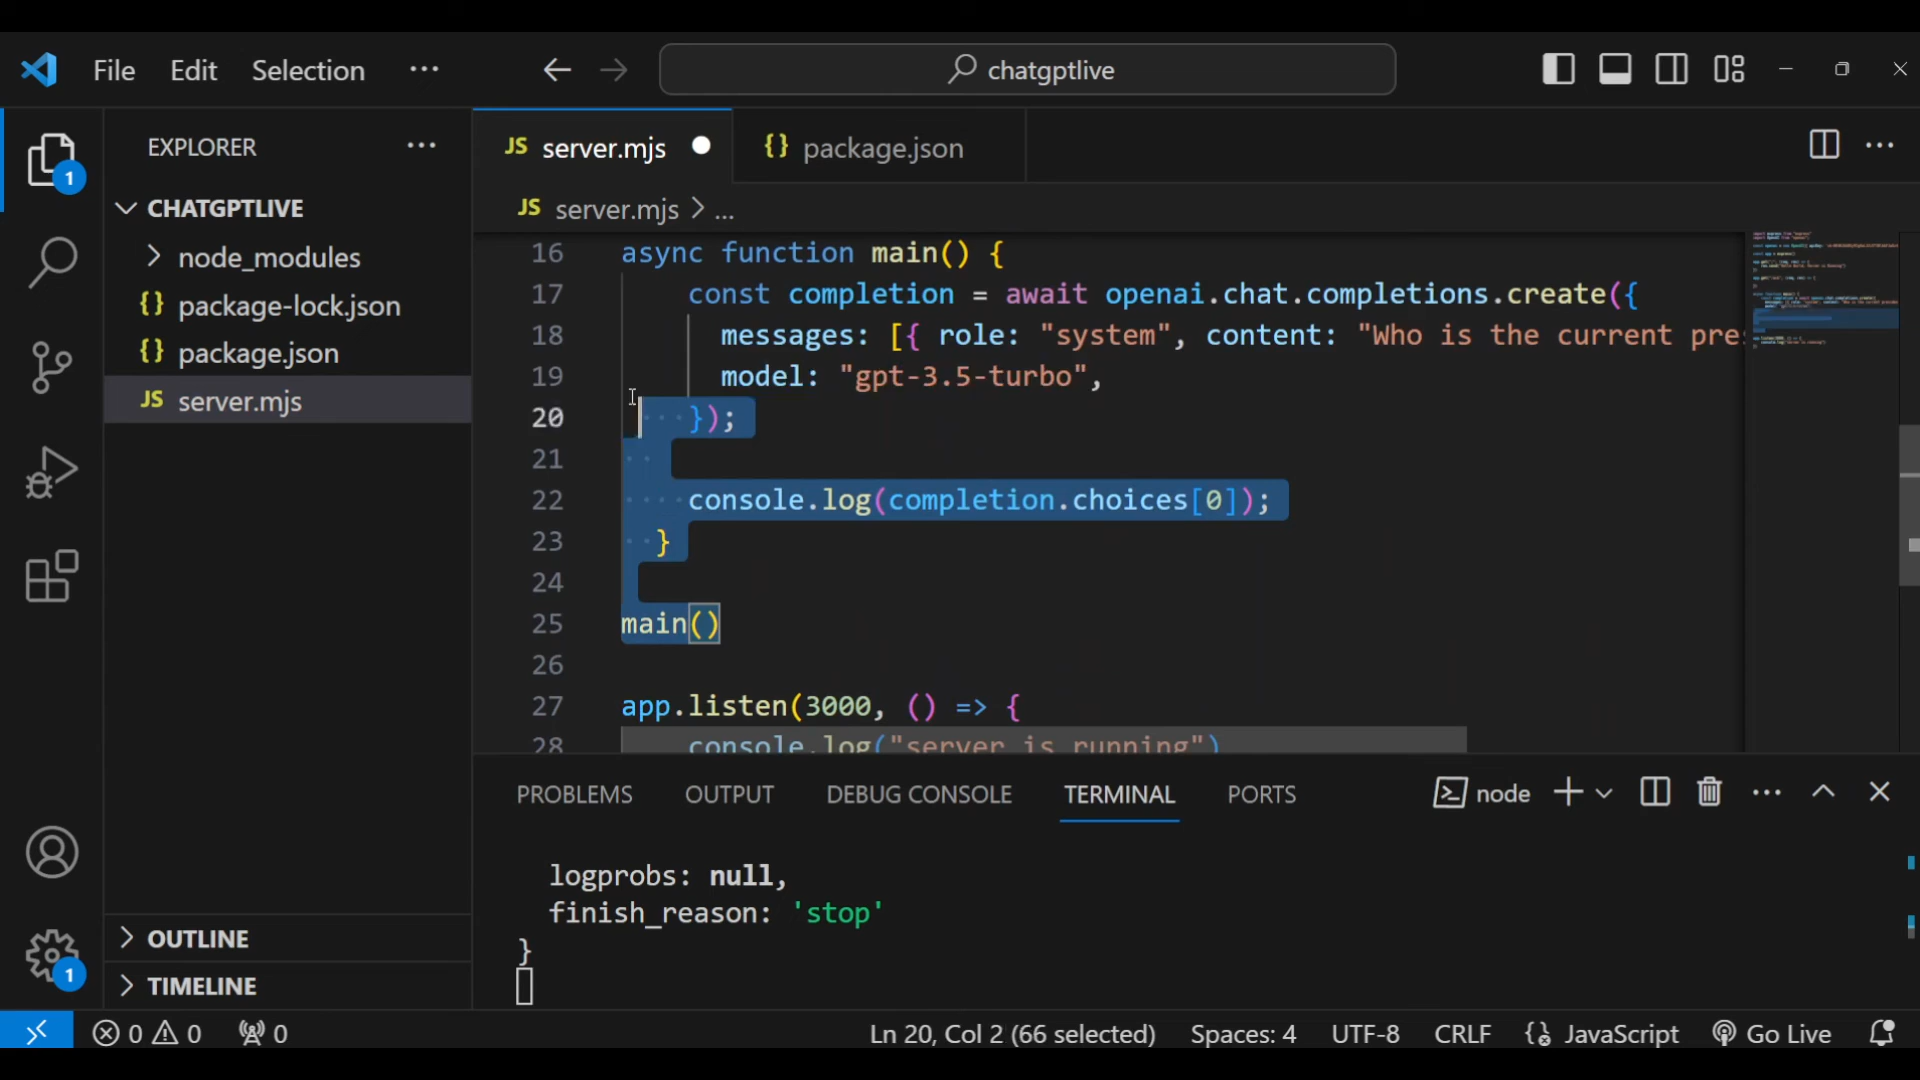 File Edit Selection ··· chatgptlive
EXPLORER ···
CHATGPTLIVE
node_modules
{} package-lock.json
{} package.json
JS server.mjs
OUTLINE
TIMELINE
JS server.mjs {} package.json
JS server.mjs > ...
16 async function main() {
17 const completion = await openai.chat.completions.create({
18 messages: [{ role: "system", content: "Who is the current pres
19 model: "gpt-3.5-turbo",
20 });
21
22 console.log(completion.choices[0]);
23 }
24
25 main()
26
27 app.listen(3000, () => {
28 console.log("server is running")
PROBLEMS OUTPUT DEBUG CONSOLE TERMINAL PORTS node
logprobs: null,
finish_reason: 'stop'
}
1
1
0 0 0 Ln 20, Col 2 (66 selected) Spaces: 4 UTF-8 CRLF {} JavaScript Go Live